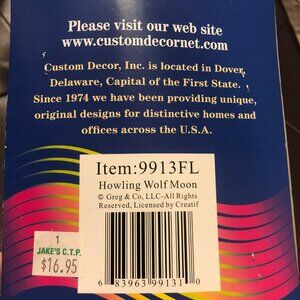 Please visit our web site
www.customdecornet.com
Custom Decor, Inc. is located in Dover,
Delaware, Capital of the First State.
Since 1974 we have been providing unique,
original designs for distinctive homes and
offices across the U.S.A.
Item:9913FL
Howling Wolf Moon
© Greg & Co, LLC-All Rights
Reserved, Licensed by Creatif
1
JAKE'S C.T.P.
$16.95
6 83963 99131 0